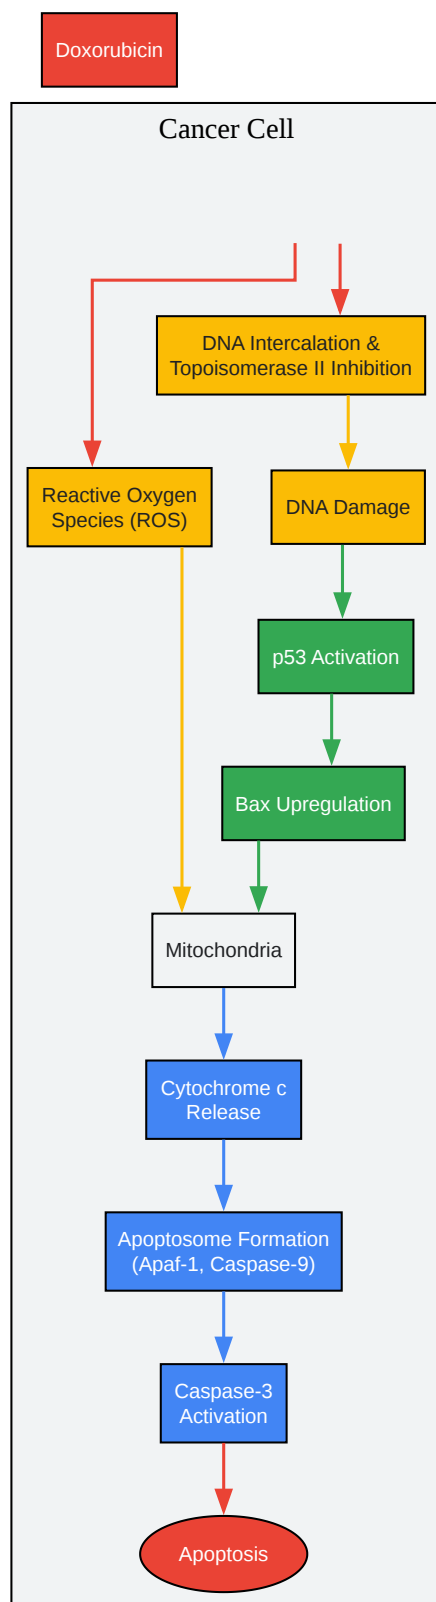 Doxorubicin
Cancer Cell
DNA Intercalation &
Topoisomerase II Inhibition
Reactive Oxygen
Species (ROS)
DNA Damage
p53 Activation
Bax Upregulation
Mitochondria
Cytochrome c
Release
Apoptosome Formation
(Apaf-1, Caspase-9)
Caspase-3
Activation
Apoptosis